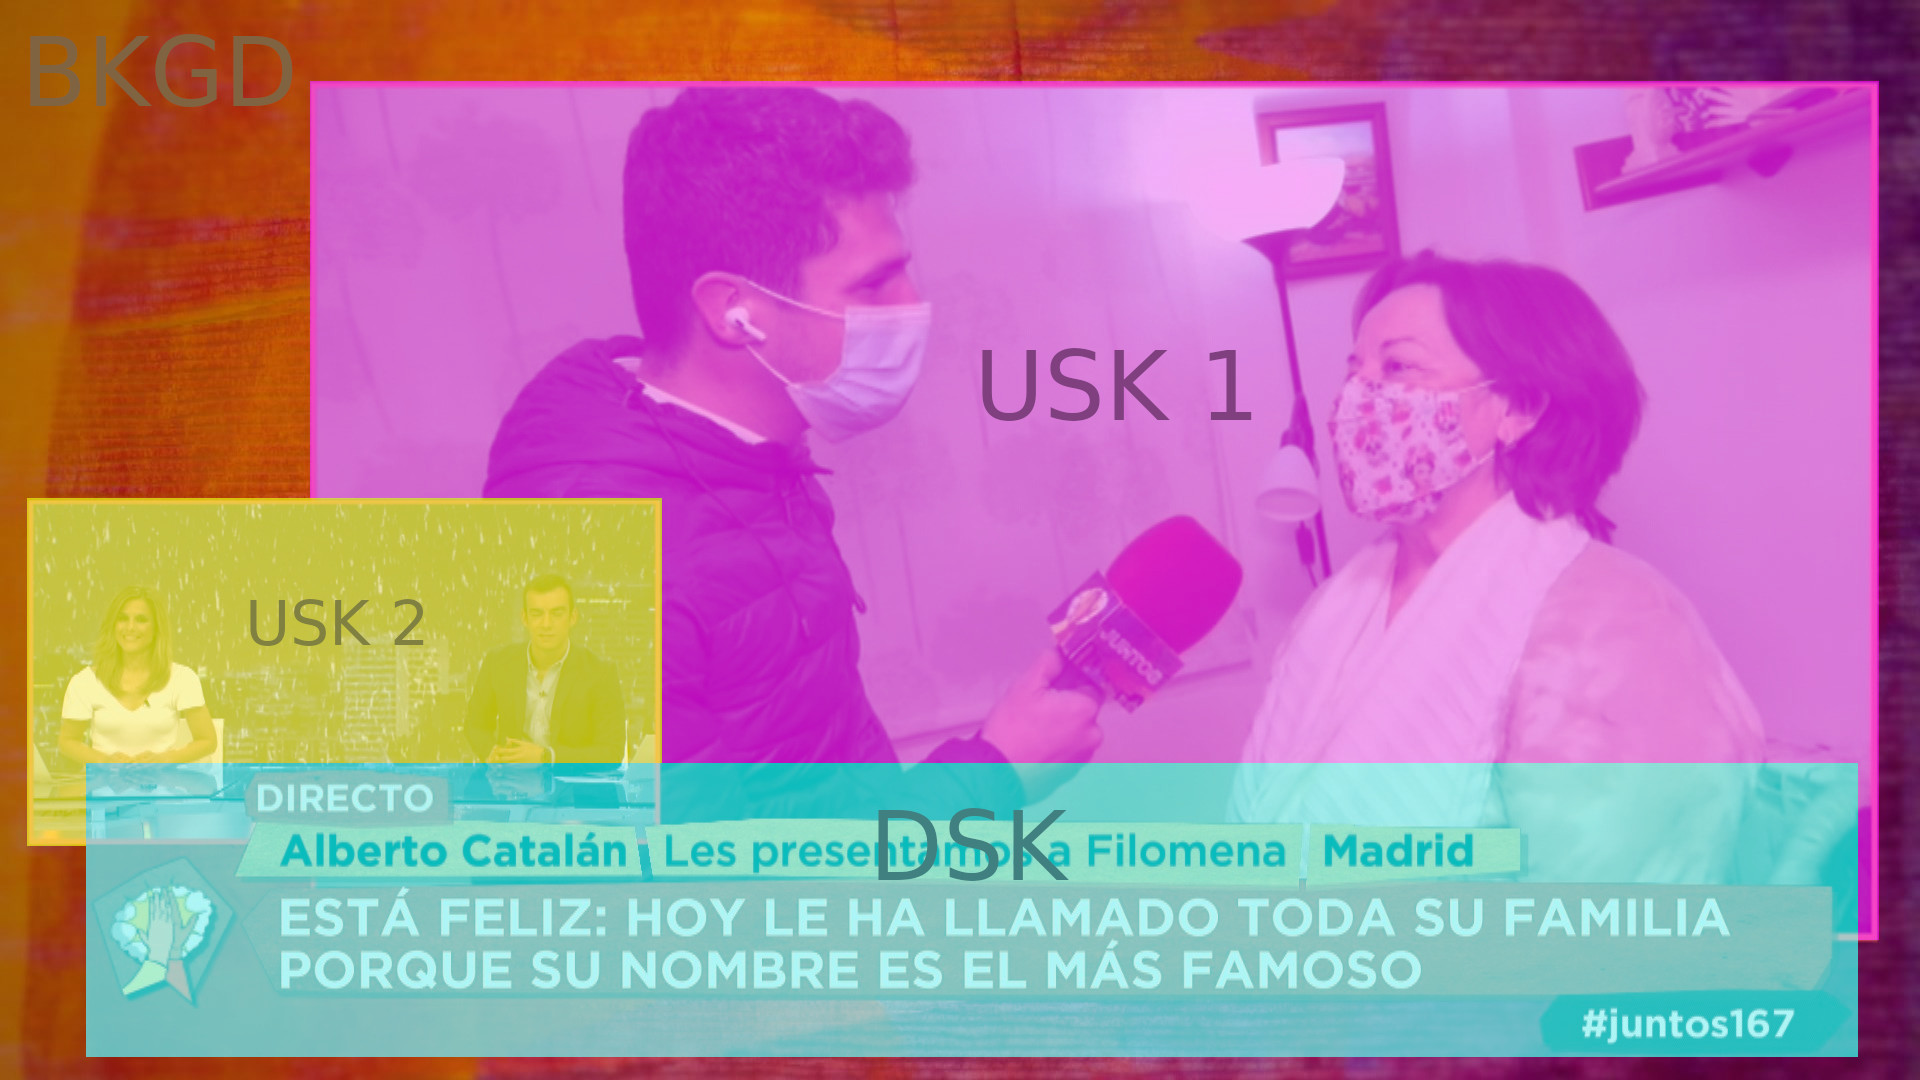 BKGD
USK 1
USK 2
JUNTOS
DIRECTO
DSK
Alberto Catalán Les presentamos a Filomena Madrid
ESTÁ FELIZ: HOY LE HA LLAMADO TODA SU FAMILIA
PORQUE SU NOMBRE ES EL MÁS FAMOSO
#juntos167